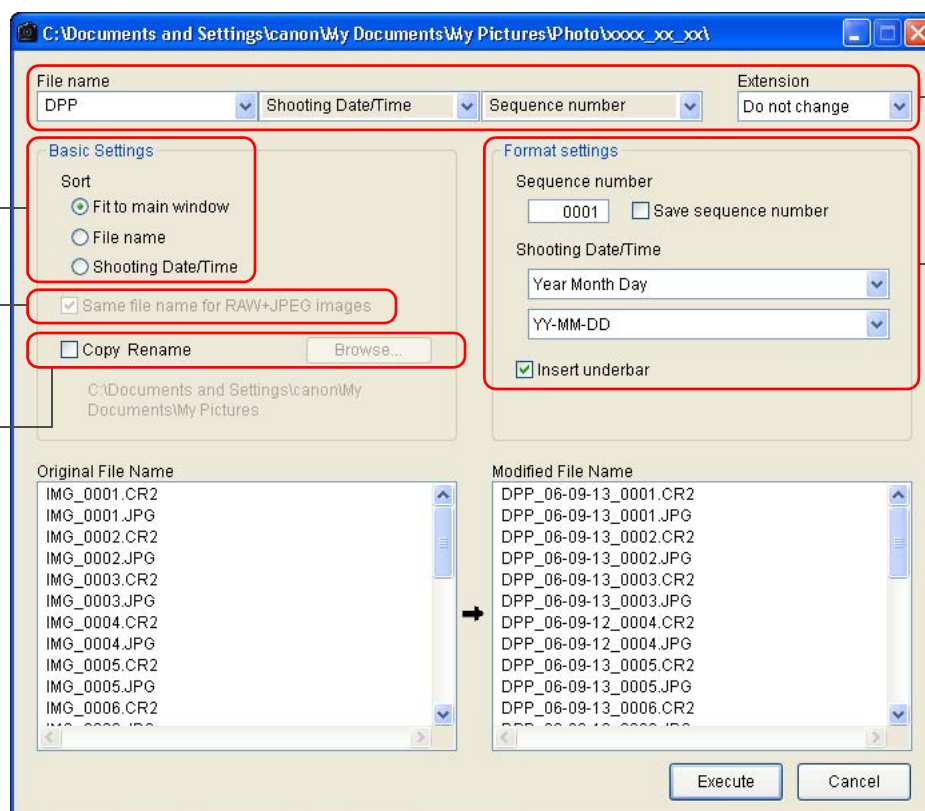 C:\Documents and Settings\canon\My Documents\My Pictures\Photo\xxxx_xx_xx\
File name
Extension
DPP
Shooting Date/Time
Sequence number
Do not change
Basic Settings
Sort
Fit to main window
File name
Shooting Date/Time
Same file name for RAW+JPEG images
Copy Rename
Browse...
C:\Documents and Settings\canon\My
Documents\My Pictures
Format settings
Sequence number
0001
Save sequence number
Shooting Date/Time
Year Month Day
YY-MM-DD
Insert underbar
Original File Name
IMG_0001.CR2
IMG_0001.JPG
IMG_0002.CR2
IMG_0002.JPG
IMG_0003.CR2
IMG_0003.JPG
IMG_0004.CR2
IMG_0004.JPG
IMG_0005.CR2
IMG_0005.JPG
IMG_0006.CR2
Modified File Name
DPP_06-09-13_0001.CR2
DPP_06-09-13_0001.JPG
DPP_06-09-13_0002.CR2
DPP_06-09-13_0002.JPG
DPP_06-09-13_0003.CR2
DPP_06-09-13_0003.JPG
DPP_06-09-12_0004.CR2
DPP_06-09-12_0004.JPG
DPP_06-09-13_0005.CR2
DPP_06-09-13_0005.JPG
DPP_06-09-13_0006.CR2
Execute
Cancel